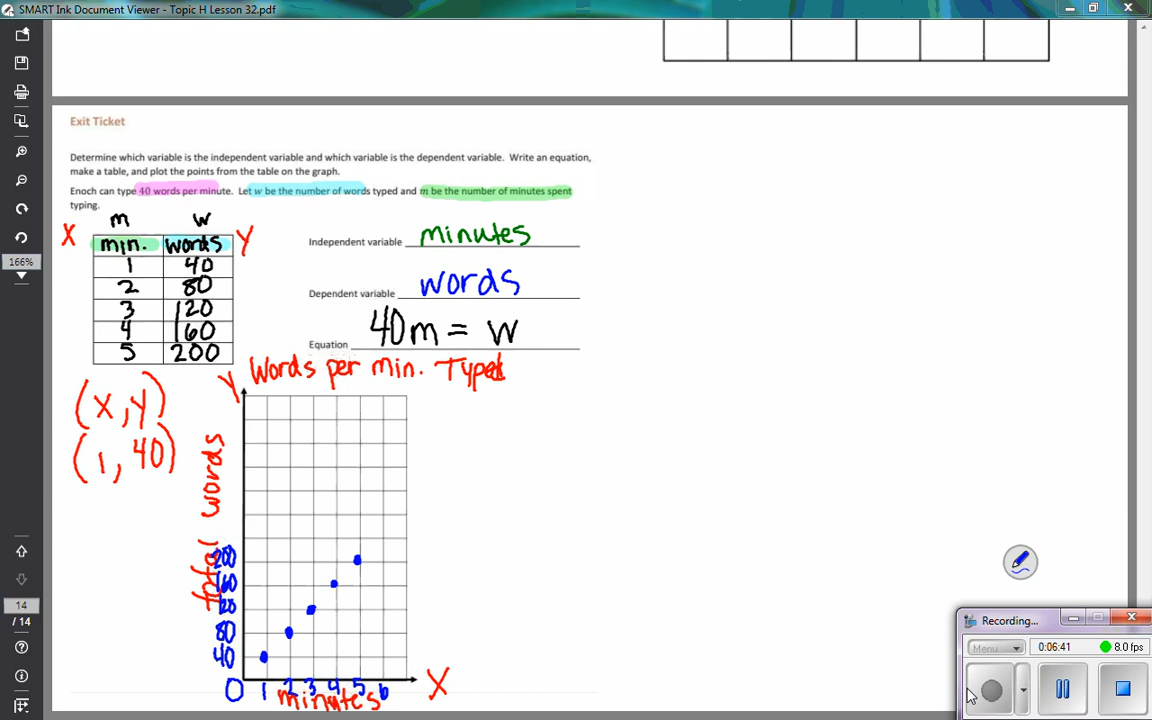 SMART Ink Document Viewer - Topic H Lesson 32.pdf
Exit Ticket
Determine which variable is the independent variable and which variable is the dependent variable. Write an equation,
make a table, and plot the points from the table on the graph.
Enoch can type 40 words per minute. Let w be the number of words typed and m be the number of minutes spent
typing.
m w
X min. words Y
1 40
2 80
3 120
4 160
5 200
Independent variable minutes
Dependent variable words
Equation 40m = w
Words per min. Typed
Y
(X, Y)
(1, 40)
total words
200
160
120
80
40
0 1 2 3 4 5 6
minutes
X
166%
14
/ 14
Recording...
Menu 0:06:41 8.0 fps